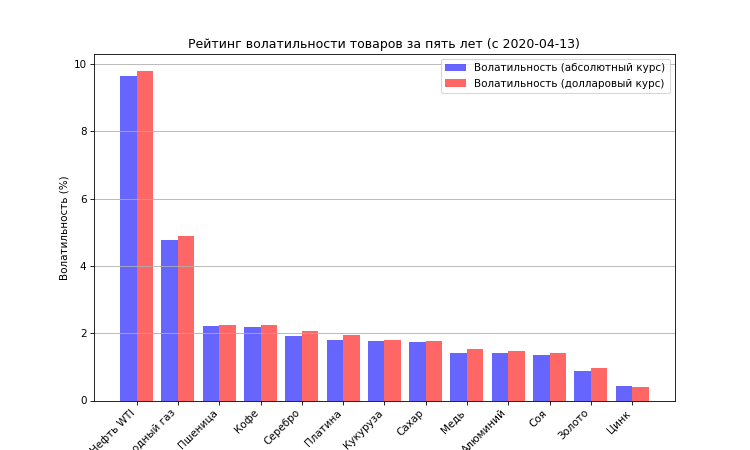 Рейтинг волатильности товаров за пять лет (с 2020-04-13)
Волатильность (абсолютный курс)
Волатильность (долларовый курс)
Волатильность (%)
10
8
6
4
2
0
Нефть WTI
одный газ
Пшеница
Кофе
Серебро
Платина
Кукуруза
Сахар
Медь
Алюминий
Соя
Золото
Цинк